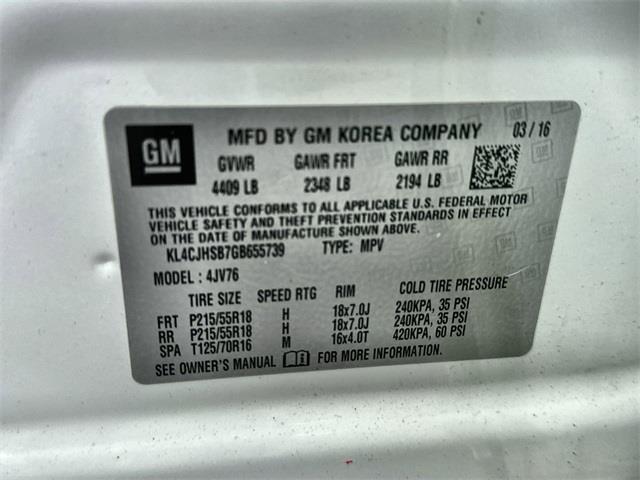 GM MFD BY GM KOREA COMPANY 03 / 16
GVWR GAWR FRT GAWR RR
4409 LB 2348 LB 2194 LB
THIS VEHICLE CONFORMS TO ALL APPLICABLE U.S. FEDERAL MOTOR
VEHICLE SAFETY AND THEFT PREVENTION STANDARDS IN EFFECT
ON THE DATE OF MANUFACTURE SHOWN ABOVE.
KL4CJHSB7GB655739 TYPE: MPV
MODEL : 4JV76
TIRE SIZE SPEED RTG RIM COLD TIRE PRESSURE
FRT P215/55R18 H 18x7.0J 240KPA, 35 PSI
RR P215/55R18 H 18x7.0J 240KPA, 35 PSI
SPA T125/70R16 M 16x4.0T 420KPA, 60 PSI
SEE OWNER'S MANUAL FOR MORE INFORMATION.